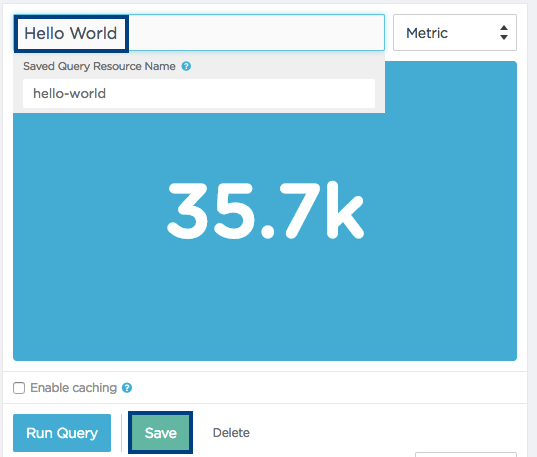 Hello World
Metric
Saved Query Resource Name ?
hello-world
35.7k
Enable caching ?
Run Query
Save
Delete